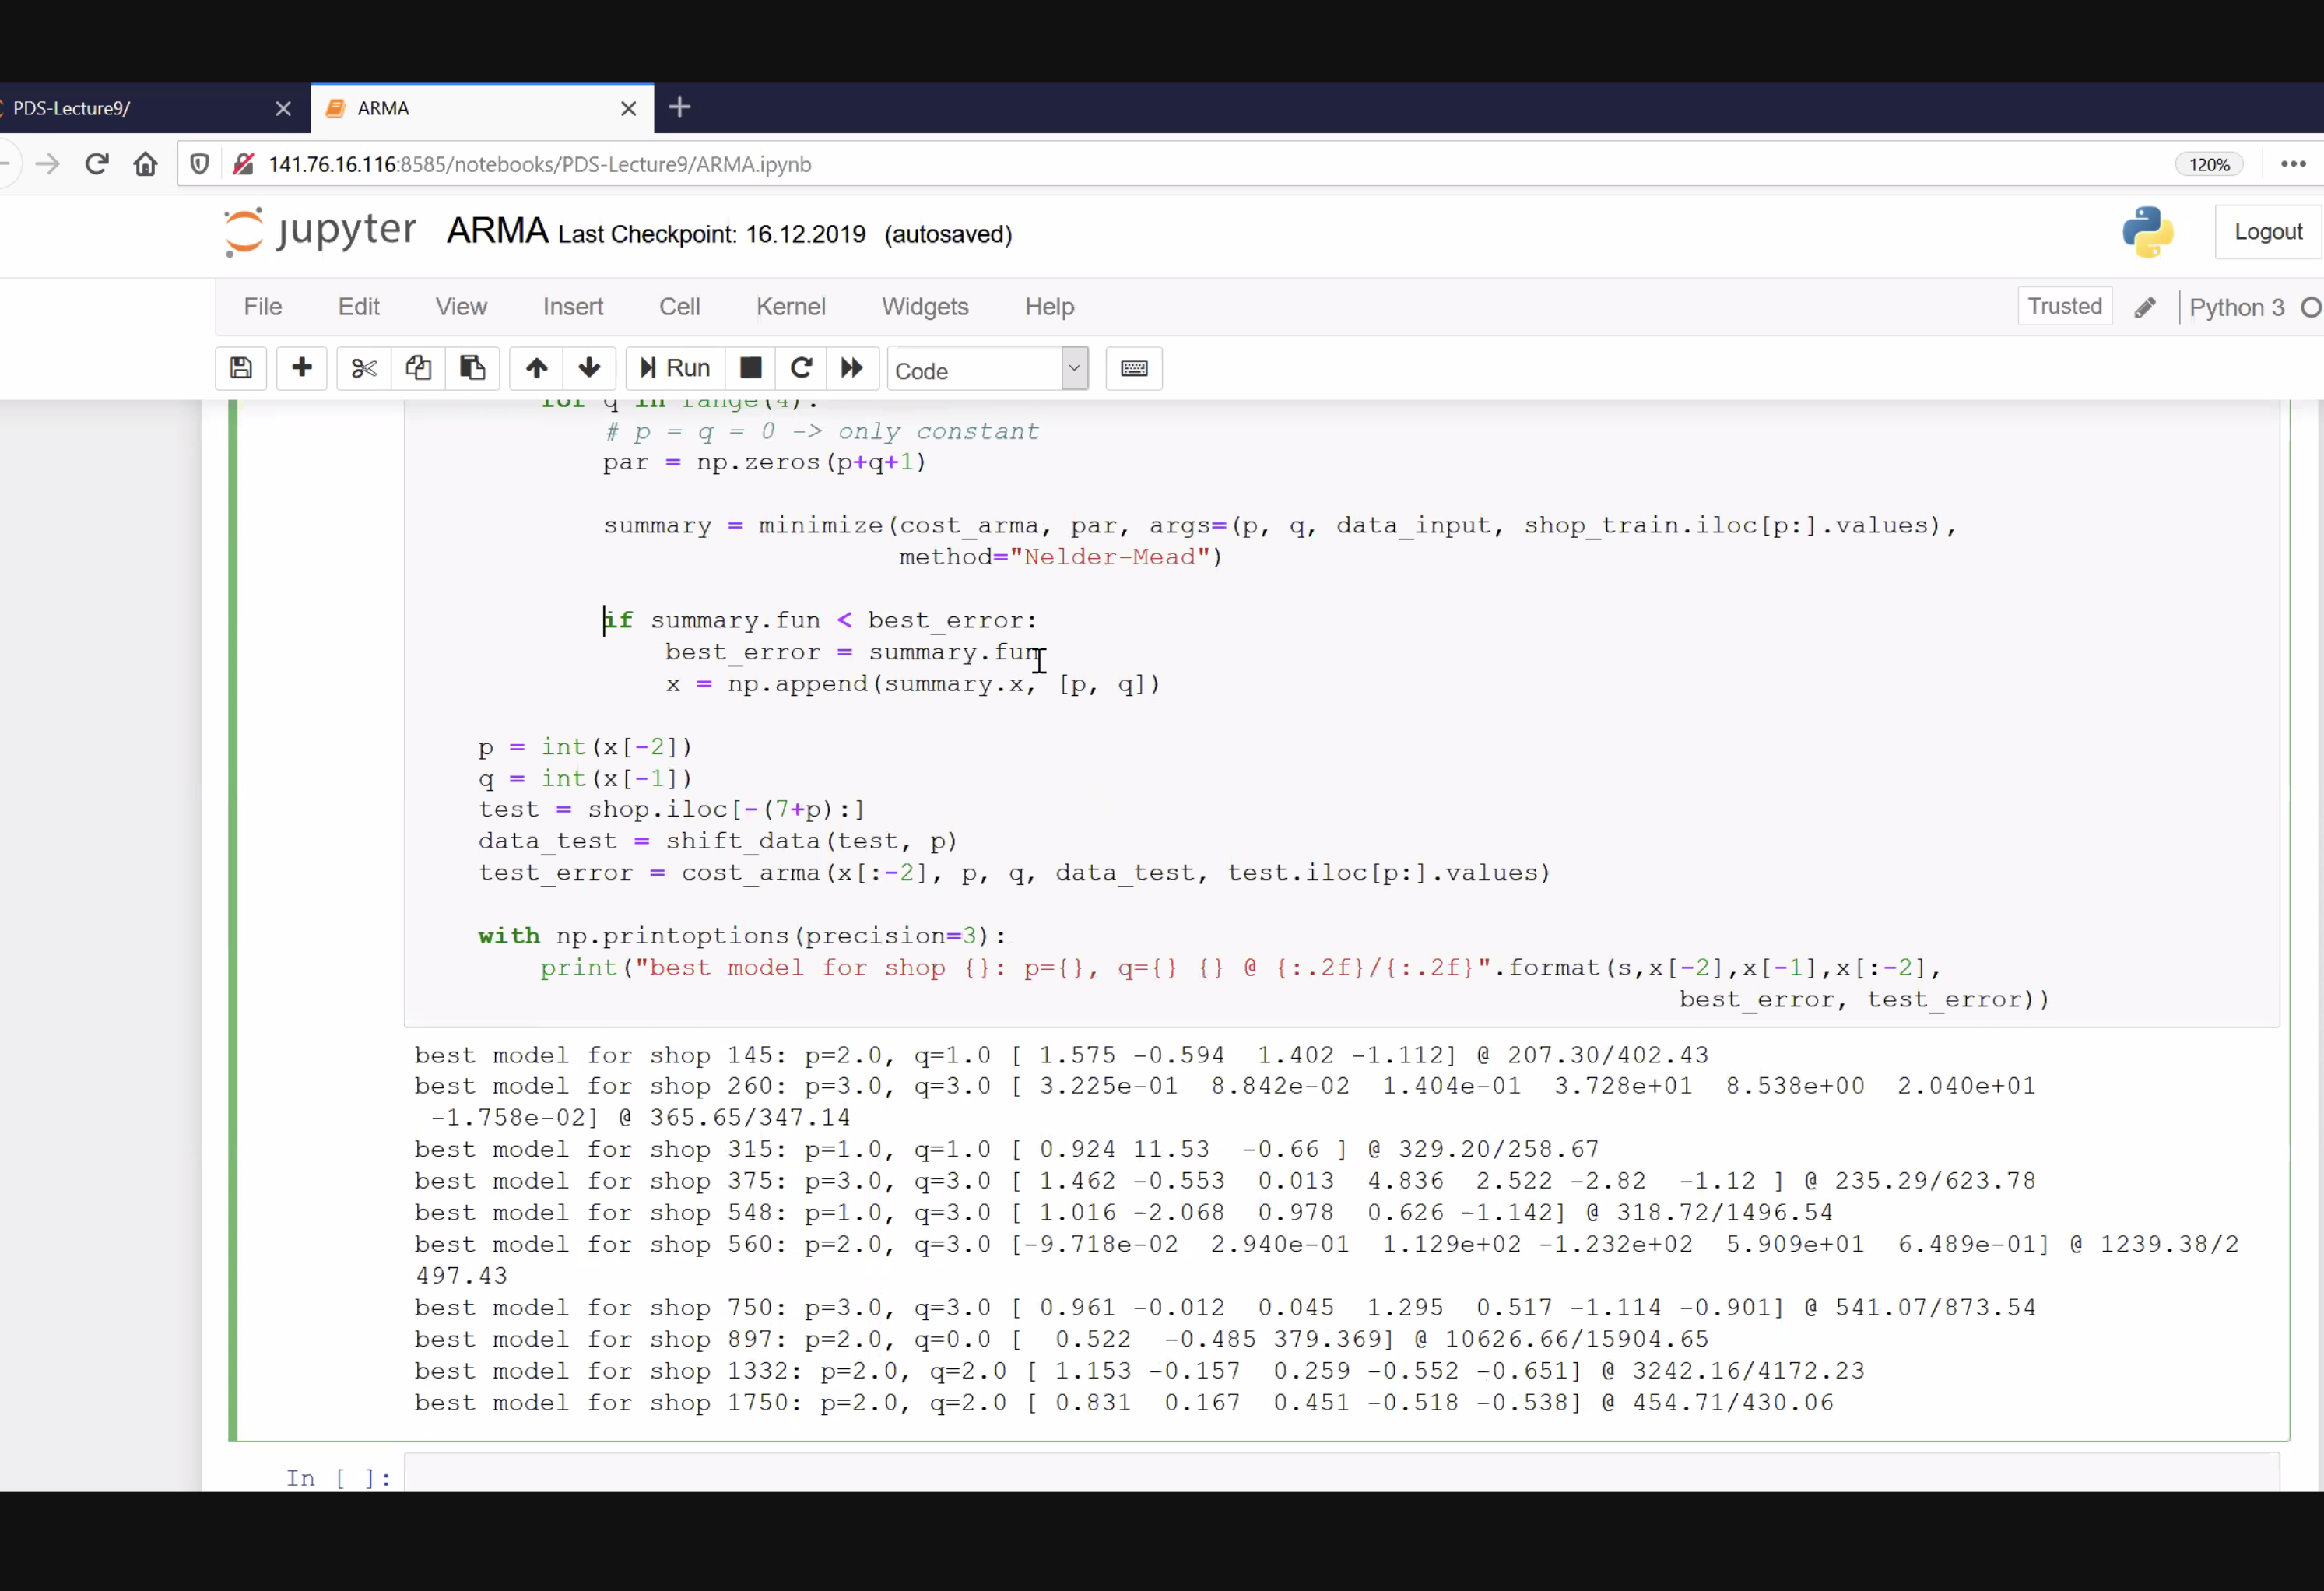 PDS-Lecture9/
ARMA
141.76.16.116:8585/notebooks/PDS-Lecture9/ARMA.ipynb
120%
jupyter ARMA Last Checkpoint: 16.12.2019 (autosaved)
Logout
File Edit View Insert Cell Kernel Widgets Help
Trusted Python 3
Run Code
for q in range(4):
# p = q = 0 -> only constant
par = np.zeros(p+q+1)
summary = minimize(cost_arma, par, args=(p, q, data_input, shop_train.iloc[p:].values),
method="Nelder-Mead")
if summary.fun < best_error:
best_error = summary.fun
x = np.append(summary.x, [p, q])
p = int(x[-2])
q = int(x[-1])
test = shop.iloc[-(7+p):]
data_test = shift_data(test, p)
test_error = cost_arma(x[:-2], p, q, data_test, test.iloc[p:].values)
with np.printoptions(precision=3):
print("best model for shop {}: p={}, q={} {} @ {:.2f}/{:.2f}".format(s,x[-2],x[-1],x[:-2],
best_error, test_error))
best model for shop 145: p=2.0, q=1.0 [ 1.575 -0.594  1.402 -1.112] @ 207.30/402.43
best model for shop 260: p=3.0, q=3.0 [ 3.225e-01  8.842e-02  1.404e-01  3.728e+01  8.538e+00  2.040e+01
-1.758e-02] @ 365.65/347.14
best model for shop 315: p=1.0, q=1.0 [ 0.924 11.53  -0.66 ] @ 329.20/258.67
best model for shop 375: p=3.0, q=3.0 [ 1.462 -0.553  0.013  4.836  2.522 -2.82  -1.12 ] @ 235.29/623.78
best model for shop 548: p=1.0, q=3.0 [ 1.016 -2.068  0.978  0.626 -1.142] @ 318.72/1496.54
best model for shop 560: p=2.0, q=3.0 [-9.718e-02  2.940e-01  1.129e+02 -1.232e+02  5.909e+01  6.489e-01] @ 1239.38/2
497.43
best model for shop 750: p=3.0, q=3.0 [ 0.961 -0.012  0.045  1.295  0.517 -1.114 -0.901] @ 541.07/873.54
best model for shop 897: p=2.0, q=0.0 [  0.522  -0.485 379.369] @ 10626.66/15904.65
best model for shop 1332: p=2.0, q=2.0 [ 1.153 -0.157  0.259 -0.552 -0.651] @ 3242.16/4172.23
best model for shop 1750: p=2.0, q=2.0 [ 0.831  0.167  0.451 -0.518 -0.538] @ 454.71/430.06
In [ ]: